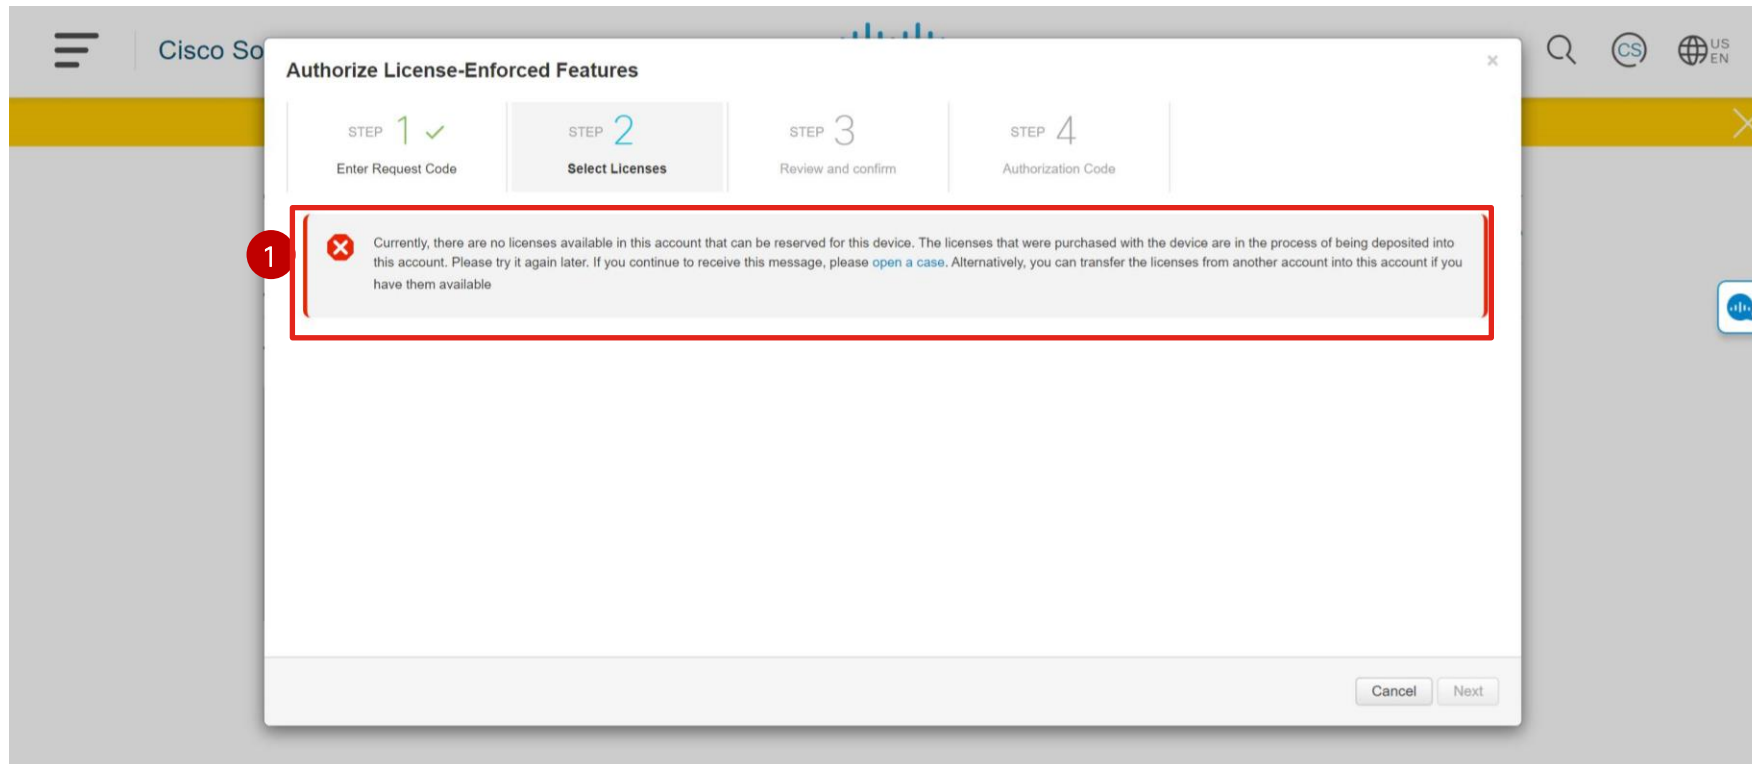 Cisco So
CS
US
EN
Authorize License-Enforced Features
×
STEP 1
Enter Request Code
STEP 2
Select Licenses
STEP 3
Review and confirm
STEP 4
Authorization Code
1
Currently, there are no licenses available in this account that can be reserved for this device. The licenses that were purchased with the device are in the process of being deposited into
this account. Please try it again later. If you continue to receive this message, please open a case. Alternatively, you can transfer the licenses from another account into this account if you
have them available
Cancel
Next